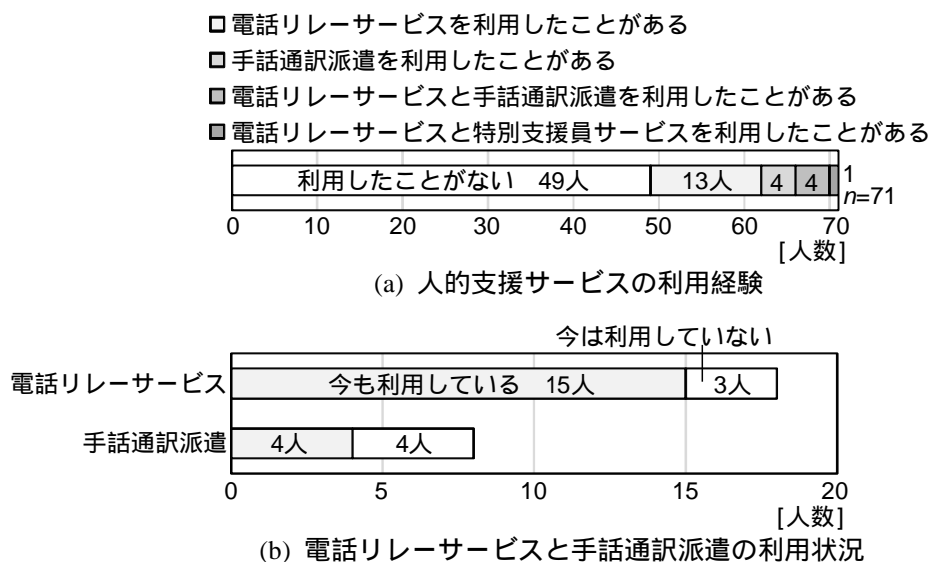 電話リレーサービスを利用したことがある
手話通訳派遣を利用したことがある
電話リレーサービスと手話通訳派遣を利用したことがある
電話リレーサービスと特別支援員サービスを利用したことがある
利用したことがない 49人 13人 4 4 1
n=71
0 10 20 30 40 50 60 70
[人数]
(a) 人的支援サービスの利用経験
今は利用していない
電話リレーサービス 今も利用している 15人 3人
手話通訳派遣 4人 4人
0 5 10 15 20
[人数]
(b) 電話リレーサービスと手話通訳派遣の利用状況